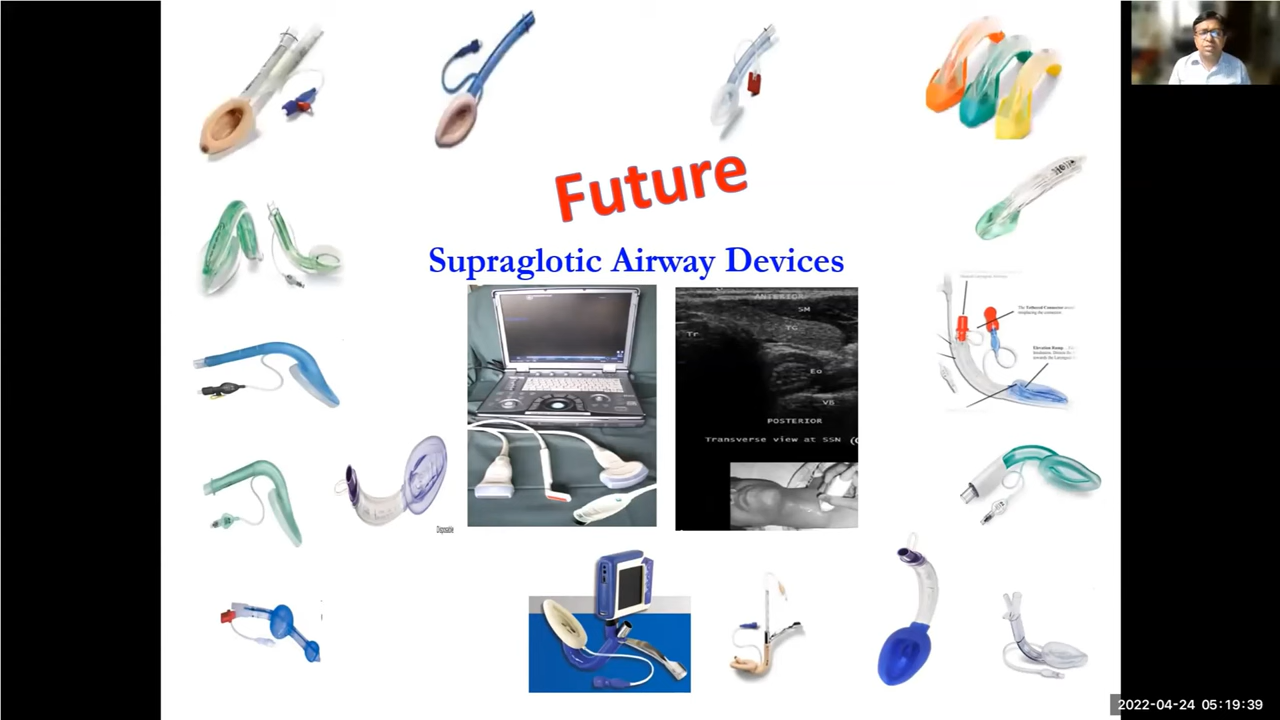 Future
Supraglotic Airway Devices
ANTERIOR
SM
Tr
TG
Eo
VB
POSTERIOR
Transverse view at SSN
Disposable
2022-04-24 05:19:39